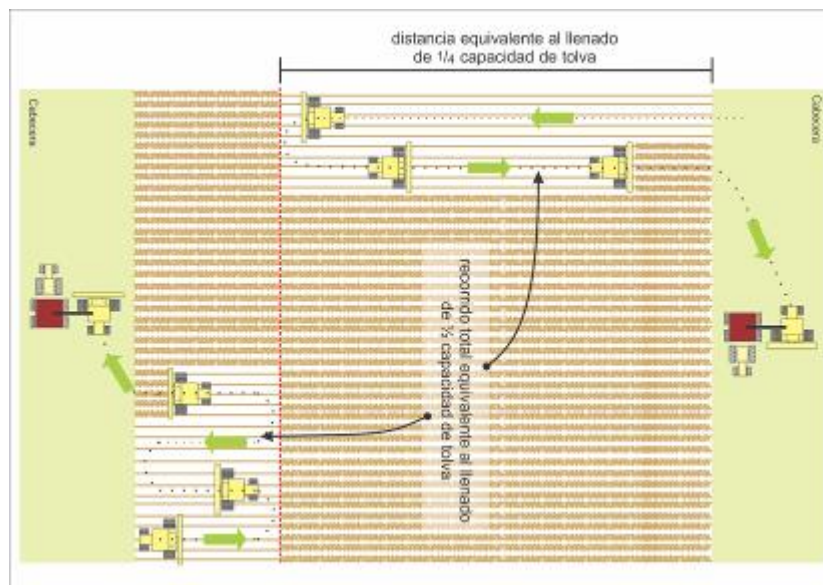 distancia equivalente al llenado
de 1/4 capacidad de tolva
Cabecera
Cabecera
recorrido total equivalente al llenado
de ½ capacidad de tolva